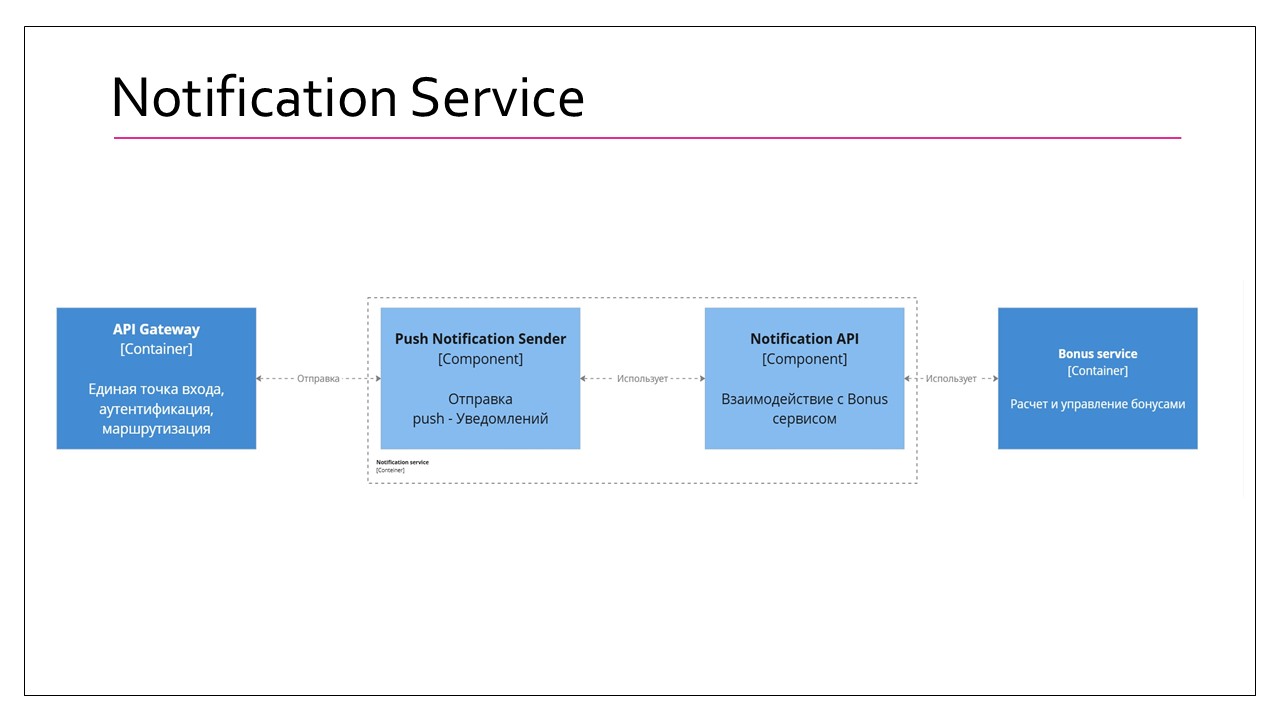 Notification Service
API Gateway
[Container]
Единая точка входа,
аутентификация,
маршрутизация
Отправка
Push Notification Sender
[Component]
Отправка
push - Уведомлений
Использует
Notification API
[Component]
Взаимодействие с Bonus
сервисом
Использует
Bonus service
[Container]
Расчет и управление бонусами
Notification service
[Container]